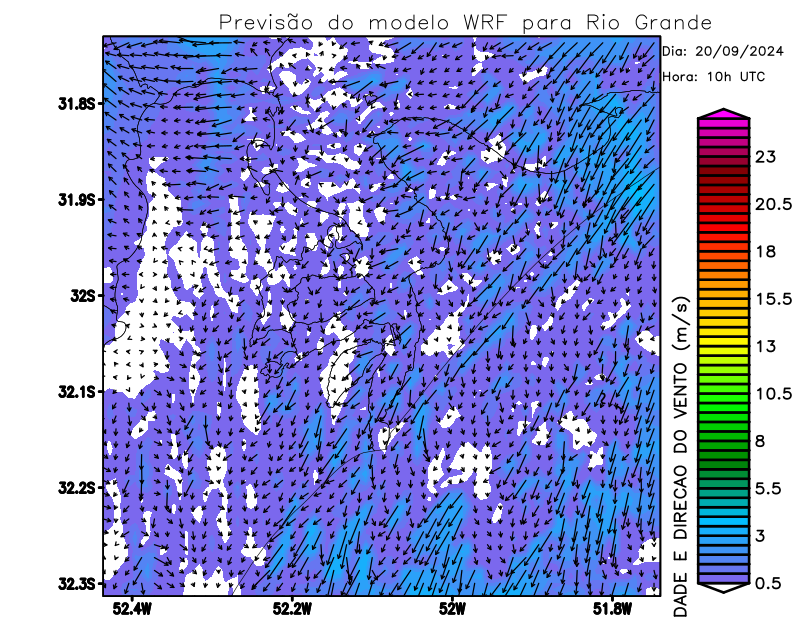 Previsão do modelo WRF para Rio Grande
Dia: 20/09/2024
Hora: 10h UTC
31.8S
31.9S
32S
32.1S
32.2S
32.3S
52.4W
52.2W
52W
51.8W
23
20.5
18
15.5
13
10.5
8
5.5
3
0.5
DADE E DIRECAO DO VENTO (m/s)